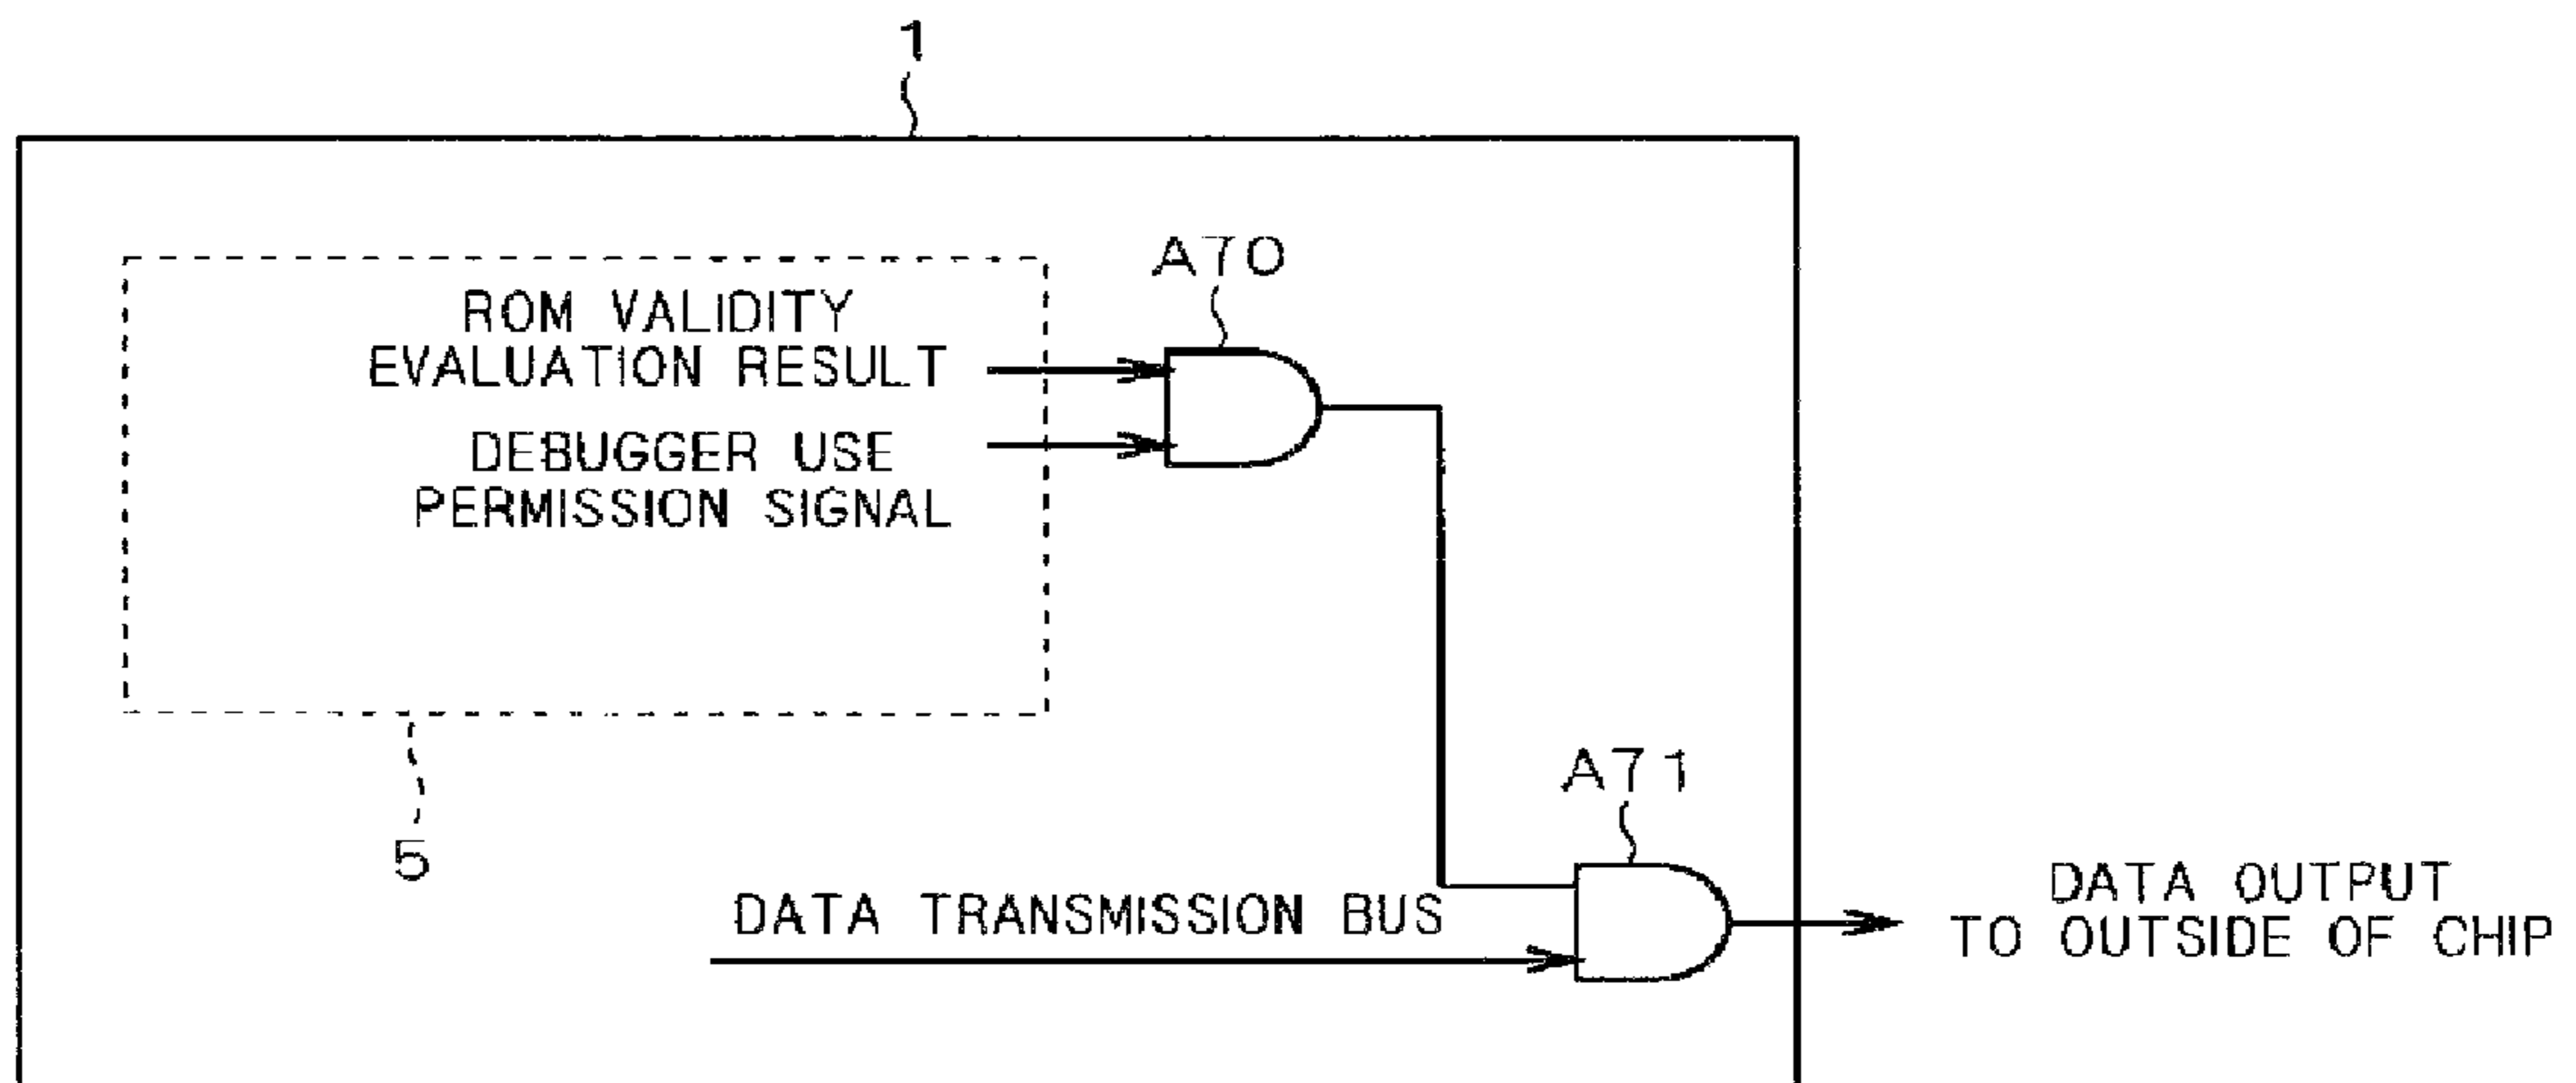 1
A70
ROM VALIDITY
EVALUATION RESULT
DEBUGGER USE
PERMISSION SIGNAL
A71
5
DATA TRANSMISSION BUS
DATA OUTPUT
TO OUTSIDE OF CHIP